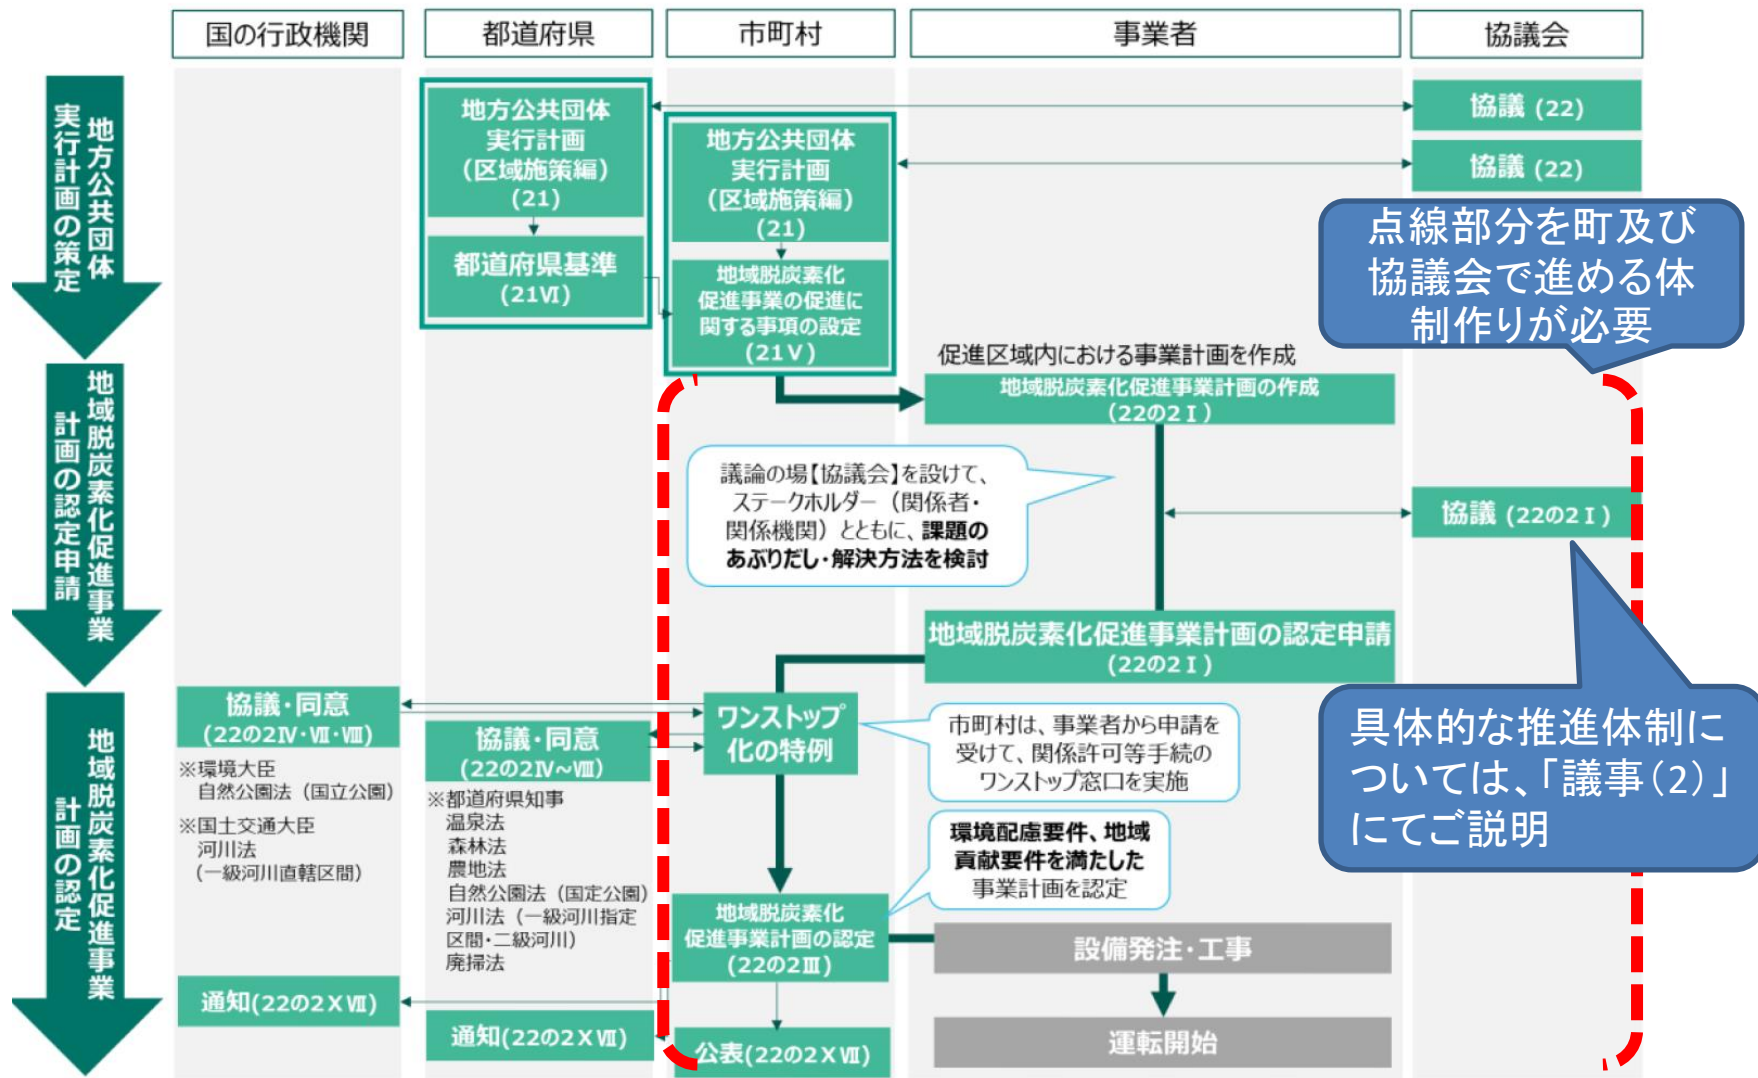 国の行政機関
都道府県
市町村
事業者
協議会
地方公共団体
実行計画の策定
地方公共団体
実行計画
(区域施策編)
(21)
都道府県基準
(21Ⅵ)
地方公共団体
実行計画
(区域施策編)
(21)
地域脱炭素化
促進事業の促進に
関する事項の設定
(21Ⅴ)
協議 (22)
協議 (22)
点線部分を町及び
協議会で進める体
制作りが必要
地域脱炭素化促進事業
計画の認定申請
促進区域内における事業計画を作成
地域脱炭素化促進事業計画の作成
(22の2Ⅰ)
議論の場【協議会】を設けて、
ステークホルダー（関係者・
関係機関）とともに、課題の
あぶりだし・解決方法を検討
協議 (22の2Ⅰ)
地域脱炭素化促進事業計画の認定申請
(22の2Ⅰ)
地域脱炭素化促進事業
計画の認定
協議・同意
(22の2Ⅳ・Ⅶ・Ⅷ)
※環境大臣
自然公園法（国立公園）
※国土交通大臣
河川法
(一級河川直轄区間)
協議・同意
(22の2Ⅳ～Ⅷ)
※都道府県知事
温泉法
森林法
農地法
自然公園法（国定公園）
河川法（一級河川指定
区間・二級河川）
廃掃法
ワンストップ
化の特例
市町村は、事業者から申請を
受けて、関係許可等手続の
ワンストップ窓口を実施
具体的な推進体制に
ついては、「議事（2）」
にてご説明
環境配慮要件、地域
貢献要件を満たした
事業計画を認定
地域脱炭素化
促進事業計画の認定
(22の2Ⅲ)
設備発注・工事
通知(22の2ⅩⅦ)
通知(22の2ⅩⅦ)
公表(22の2ⅩⅦ)
運転開始